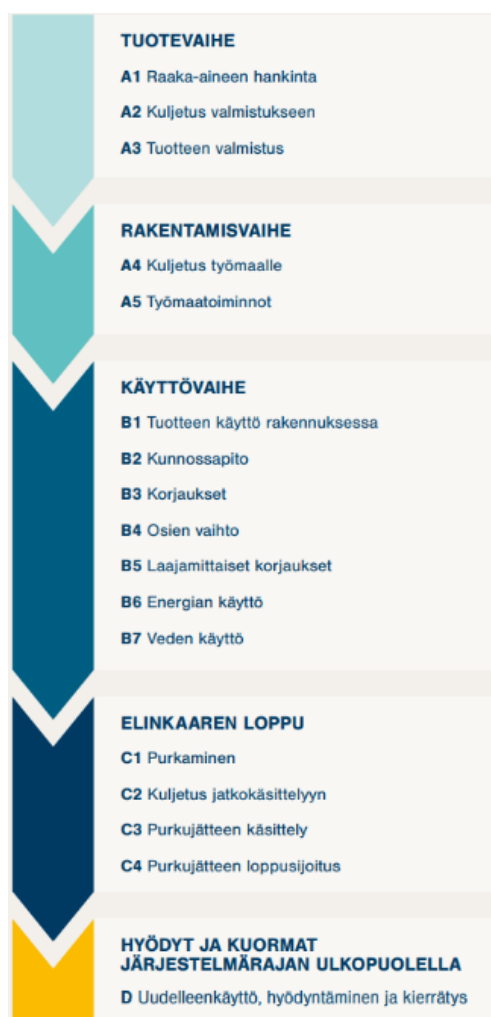 TUOTEVAIHE
A1 Raaka-aineen hankinta
A2 Kuljetus valmistukseen
A3 Tuotteen valmistus
RAKENTAMISVAIHE
A4 Kuljetus työmaalle
A5 Työmaatoiminnot
KÄYTTÖVAIHE
B1 Tuotteen käyttö rakennuksessa
B2 Kunnossapito
B3 Korjaukset
B4 Osien vaihto
B5 Laajamittaiset korjaukset
B6 Energian käyttö
B7 Veden käyttö
ELINKAAREN LOPPU
C1 Purkaminen
C2 Kuljetus jatkokäsittelyyn
C3 Purkujätteen käsittely
C4 Purkujätteen loppusijoitus
HYÖDYT JA KUORMAT
JÄRJESTELMÄRAJAN ULKOPUOLELLA
D Uudelleenkäyttö, hyödyntäminen ja kierrätys